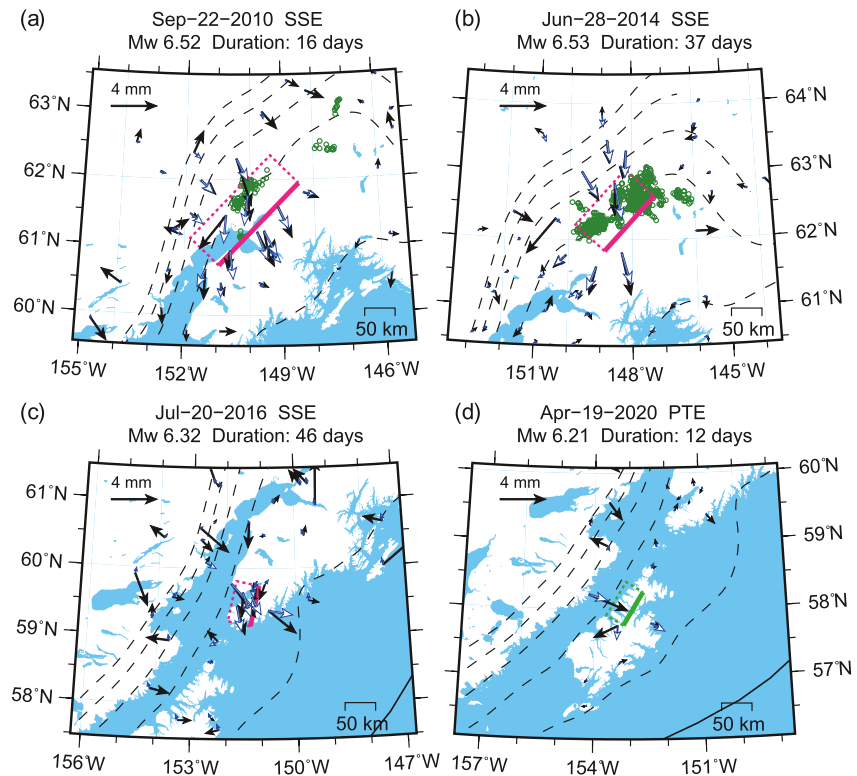 (a)
Sep-22-2010 SSE
Mw 6.52 Duration: 16 days
4 mm
63˚N
62˚N
61˚N
60˚N
50 km
155˚W
152˚W
149˚W
146˚W
(b)
Jun-28-2014 SSE
Mw 6.53 Duration: 37 days
4 mm
64˚N
63˚N
62˚N
61˚N
50 km
151˚W
148˚W
145˚W
(c)
Jul-20-2016 SSE
Mw 6.32 Duration: 46 days
4 mm
61˚N
60˚N
59˚N
58˚N
50 km
156˚W
153˚W
150˚W
147˚W
(d)
Apr-19-2020 PTE
Mw 6.21 Duration: 12 days
4 mm
60˚N
59˚N
58˚N
57˚N
50 km
157˚W
154˚W
151˚W